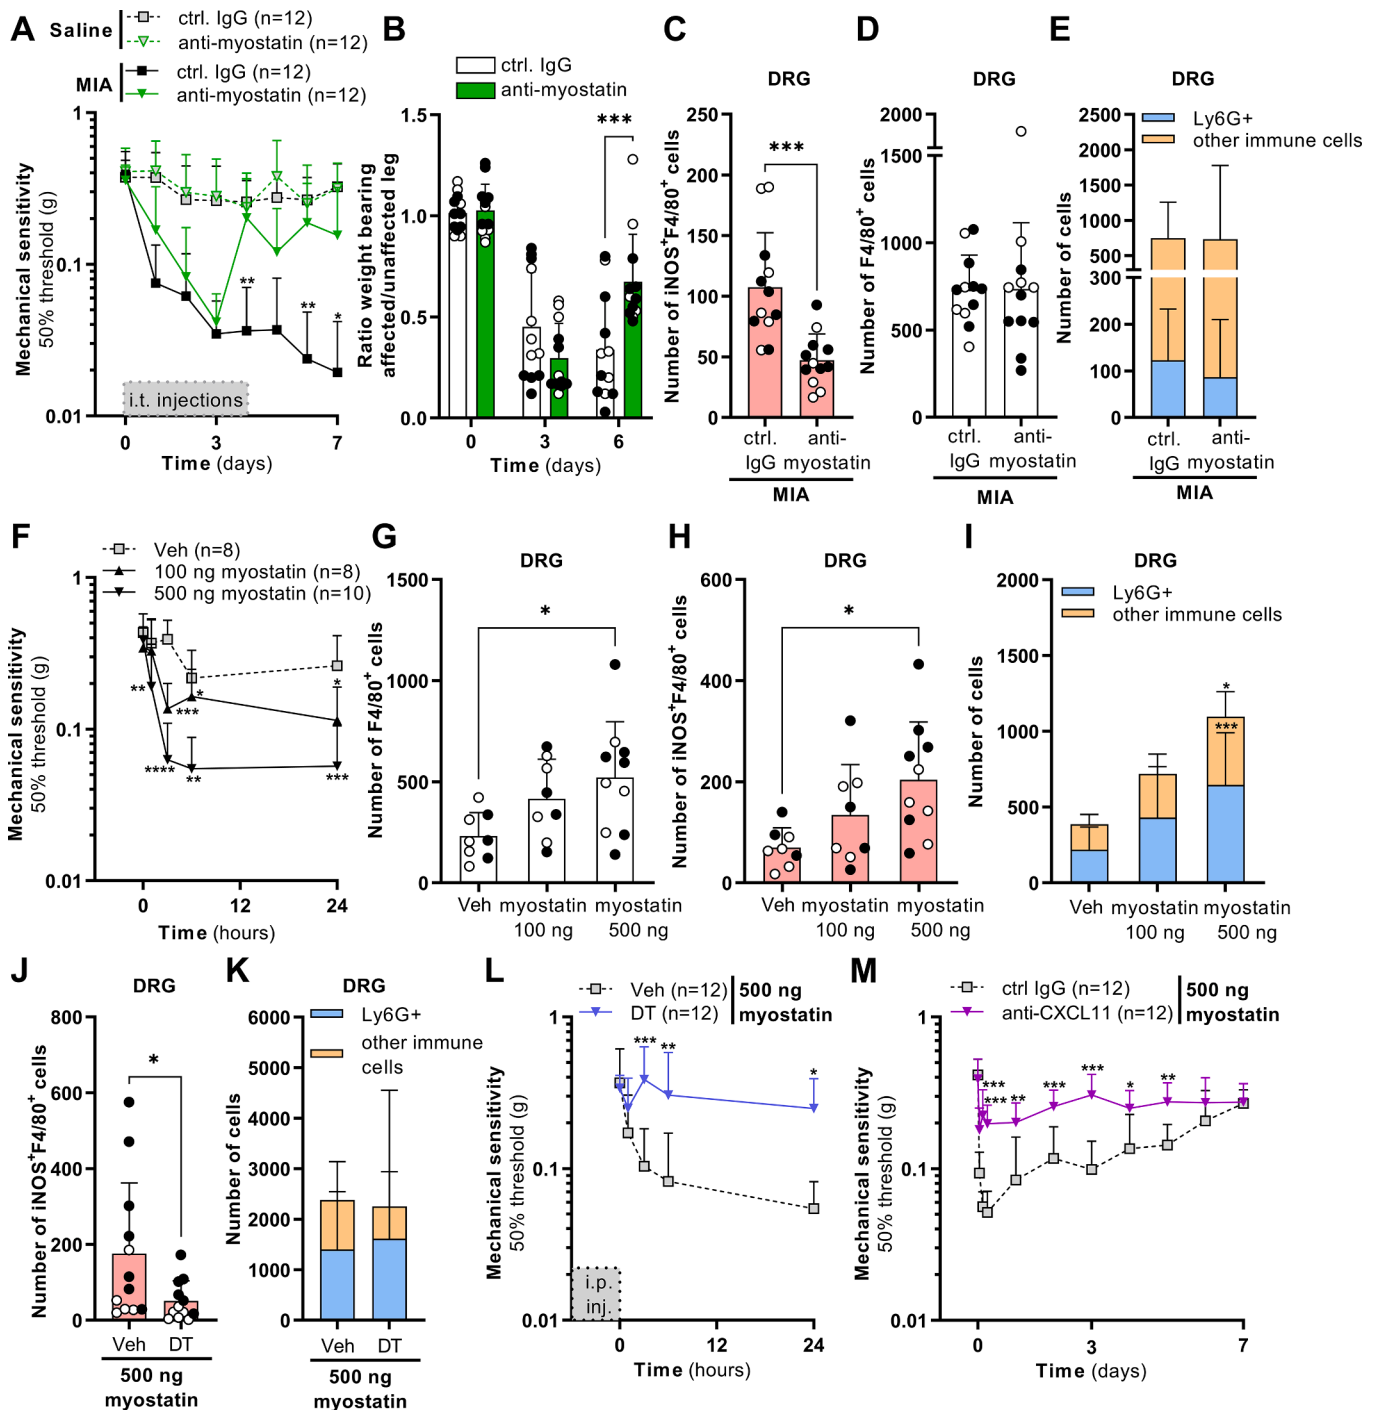 A
Saline
ctrl. IgG (n=12)
anti-myostatin (n=12)
MIA
ctrl. IgG (n=12)
anti-myostatin (n=12)
Mechanical sensitivity
50% threshold (g)
1
0.1
0.01
**
**
*
i.t. injections
0 3 7
Time (days)
B
ctrl. IgG
anti-myostatin
Ratio weight bearing
affected/unaffected leg
1.5
1.0
0.5
0.0
***
0 3 6
Time (days)
C
DRG
Number of iNOS+F4/80+ cells
250
200
150
100
50
0
***
ctrl. anti-
IgG myostatin
MIA
D
DRG
Number of F4/80+ cells
2000
1500
1000
500
0
ctrl. anti-
IgG myostatin
MIA
E
DRG
Ly6G+
other immune cells
Number of cells
2500
2000
1500
1000
500
300
200
100
0
ctrl. anti-
IgG myostatin
MIA
F
Veh (n=8)
100 ng myostatin (n=8)
500 ng myostatin (n=10)
Mechanical sensitivity
50% threshold (g)
1
0.1
0.01
**
*
***
****
**
*
***
0 12 24
Time (hours)
G
DRG
Number of F4/80+ cells
1500
1000
500
0
*
Veh myostatin myostatin
100 ng 500 ng
H
DRG
Number of iNOS+F4/80+ cells
600
400
200
0
*
Veh myostatin myostatin
100 ng 500 ng
I
DRG
Ly6G+
other immune cells
Number of cells
2000
1500
1000
500
0
*
***
Veh myostatin myostatin
100 ng 500 ng
J
DRG
Number of iNOS+F4/80+ cells
800
600
400
200
0
*
Veh DT
500 ng
myostatin
K
DRG
Ly6G+
other immune
cells
Number of cells
6000
5000
4000
3000
2000
1000
0
Veh DT
500 ng
myostatin
L
Veh (n=12)
DT (n=12)
500 ng
myostatin
Mechanical sensitivity
50% threshold (g)
1
0.1
0.01
*** **
*
i.p.
inj.
0 12 24
Time (hours)
M
ctrl IgG (n=12)
anti-CXCL11 (n=12)
500 ng
myostatin
Mechanical sensitivity
50% threshold (g)
1
0.1
0.01
***
***
**
***
***
*
**
0 3 7
Time (days)